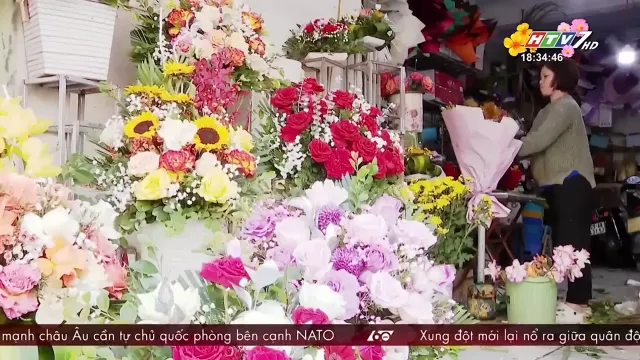 HTV7 HD
18:34:46
mạnh châu Âu cần tự chủ quốc phòng bên cạnh NATO 60 Xung đột mới lại nổ ra giữa quân độ